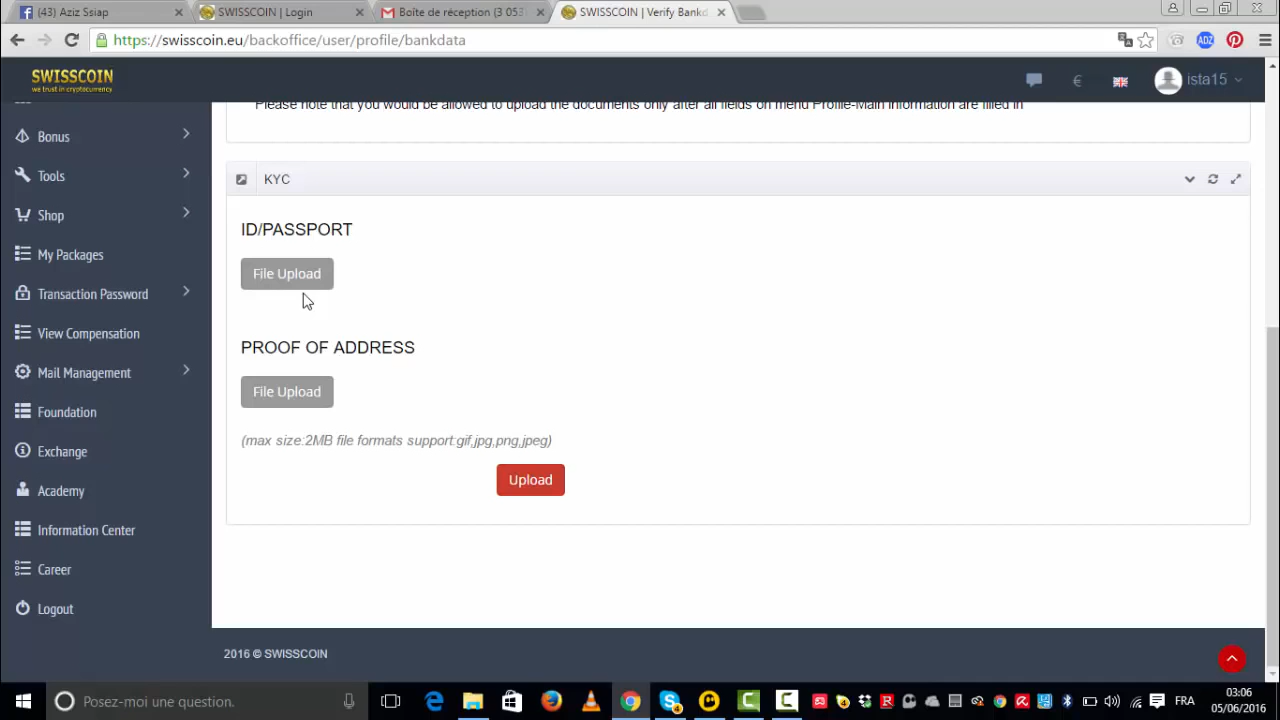 (43) Aziz Ssiap
SWISSCOIN | Login
Boîte de réception (3 053
SWISSCOIN | Verify Bankd
https://swisscoin.eu/backoffice/user/profile/bankdata
SWISSCOIN
we trust in cryptocurrency
ista15
Please note that you would be allowed to upload the documents only after all fields on menu Profile-Main information are filled in
Bonus
Tools
Shop
My Packages
Transaction Password
View Compensation
Mail Management
Foundation
Exchange
Academy
Information Center
Career
Logout
KYC
ID/PASSPORT
File Upload
PROOF OF ADDRESS
File Upload
(max size:2MB file formats support:gif,jpg,png,jpeg)
Upload
2016 © SWISSCOIN
Posez-moi une question.
FRA
03:06
05/06/2016